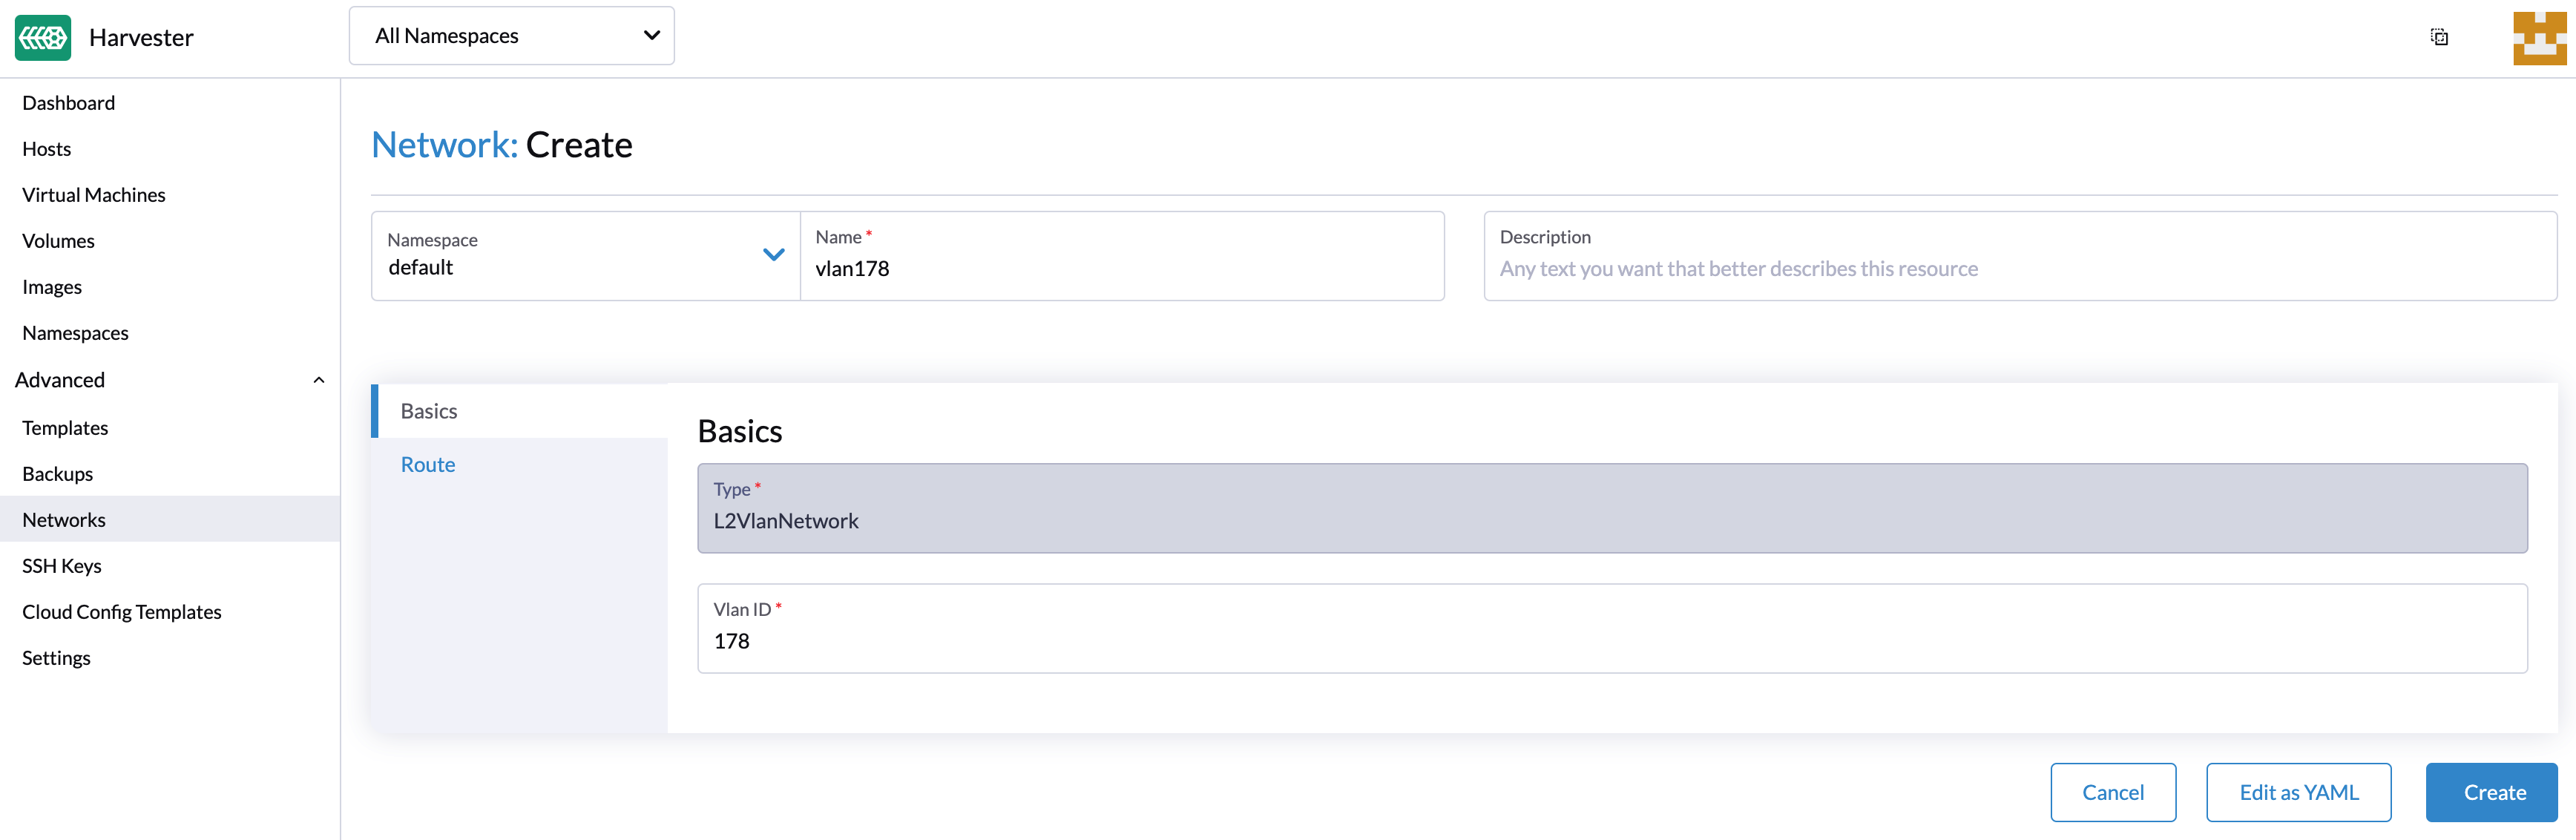 Harvester
All Namespaces
Dashboard
Hosts
Virtual Machines
Volumes
Images
Namespaces
Advanced
Templates
Backups
Networks
SSH Keys
Cloud Config Templates
Settings
Network: Create
Namespace
default
Name *
vlan178
Description
Any text you want that better describes this resource
Basics
Route
Basics
Type *
L2VlanNetwork
Vlan ID *
178
Cancel
Edit as YAML
Create